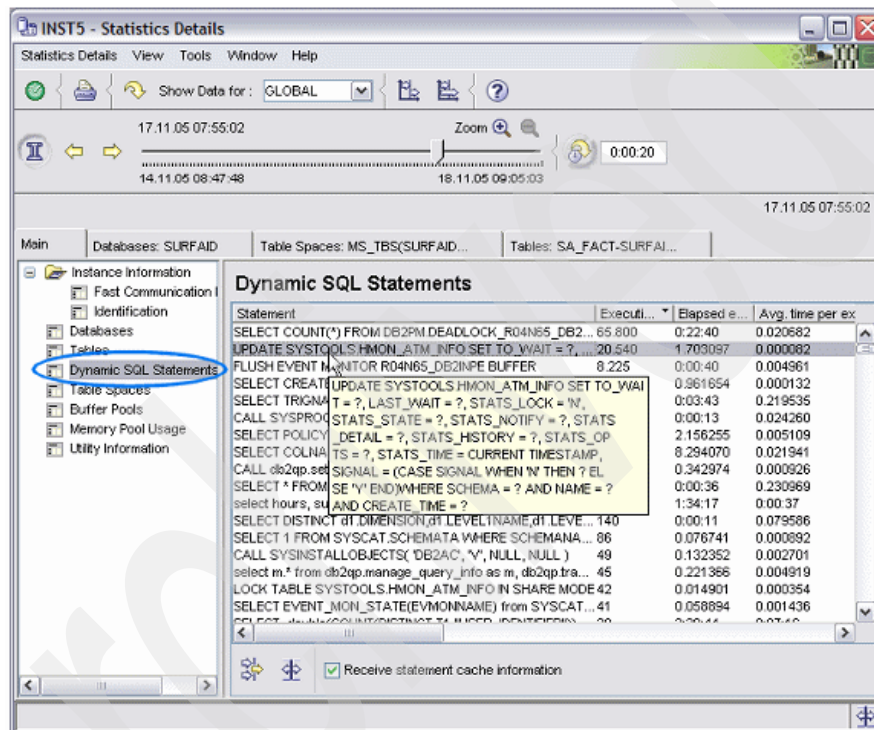 INST5 - Statistics Details
Statistics Details View Tools Window Help
Show Data for : GLOBAL
17.11.05 07:55:02 Zoom
0:00:20
14.11.05 08:47:48 18.11.05 09:05:03
17.11.05 07:55:02
Main Databases: SURFAID Table Spaces: MS_TBS(SURFAID... Tables: SA_FACT-SURFAI...
Instance Information
Fast Communication
Identification
Databases
Tables
Dynamic SQL Statements
Table Spaces
Buffer Pools
Memory Pool Usage
Utility Information
Dynamic SQL Statements
Statement Executi... Elapsed e... Avg. time per ex
SELECT COUNT(*) FROM DB2PM.DEADLOCK_R04N65_DB2... 65.800 0:22:40 0.020682
UPDATE SYSTOOLS.HMON_ATM_INFO SET TO_WAIT = ?, ... 20.540 1.703097 0.000082
FLUSH EVENT MONITOR R04N65_DB2INPE BUFFER 8.225 0:00:40 0.004961
SELECT CREATE 0.961654 0.000132
SELECT TRIGNA 0:03:43 0.219535
CALL SYSPROC 0:00:13 0.024260
SELECT POLICY 2.156255 0.005109
SELECT COLNA 8.294070 0.021941
CALL db2qp.set 0.342974 0.000926
SELECT * FROM 0:00:36 0.230969
select hours, su 1:34:17 0:00:37
UPDATE SYSTOOLS.HMON_ATM_INFO SET TO_WAI
T = ?, LAST_WAIT = ?, STATS_LOCK = 'N',
STATS_STATE = ?, STATS_NOTIFY = ?, STATS
_DETAIL = ?, STATS_HISTORY = ?, STATS_OP
TS = ?, STATS_TIME = CURRENT TIMESTAMP,
SIGNAL = (CASE SIGNAL WHEN 'N' THEN ? EL
SE 'Y' END)WHERE SCHEMA = ? AND NAME = ?
AND CREATE_TIME = ?
SELECT DISTINCT d1.DIMENSION,d1.LEVEL1NAME,d1.LEVE... 140 0:00:11 0.079586
SELECT 1 FROM SYSCAT.SCHEMATA WHERE SCHEMANA... 86 0.076741 0.000892
CALL SYSINSTALLOBJECTS( 'DB2AC', 'V', NULL, NULL ) 49 0.132352 0.002701
select m.* from db2qp.manage_query_info as m, db2qp.tra... 45 0.221366 0.004919
LOCK TABLE SYSTOOLS.HMON_ATM_INFO IN SHARE MODE 42 0.014901 0.000354
SELECT EVENT_MON_STATE(EVMONNAME) from SYSCAT... 41 0.058894 0.001436
Receive statement cache information